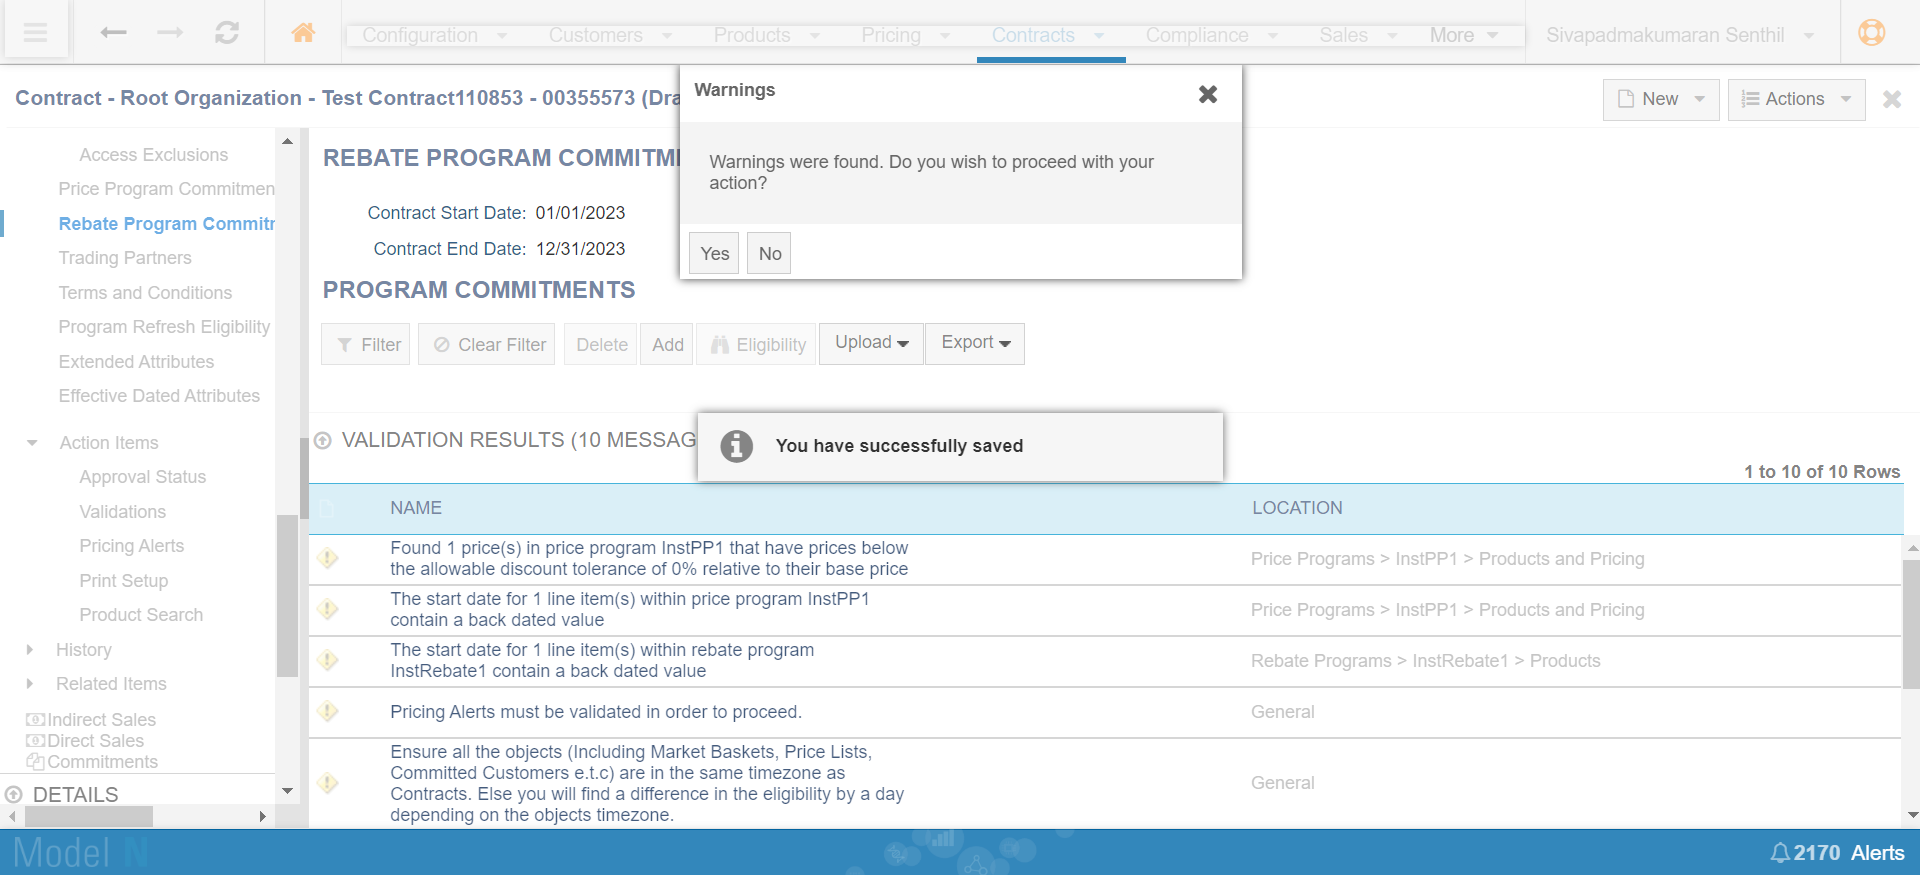 Configuration Customers Products Pricing Contracts Compliance Sales More Sivapadmakumaran Senthil
Contract - Root Organization - Test Contract110853 - 00355573 (Dra
New Actions
Warnings
Warnings were found. Do you wish to proceed with your
action?
Yes No
Access Exclusions
Price Program Commitmen
Rebate Program Commitr
Trading Partners
Terms and Conditions
Program Refresh Eligibility
Extended Attributes
Effective Dated Attributes
Action Items
Approval Status
Validations
Pricing Alerts
Print Setup
Product Search
History
Related Items
Indirect Sales
Direct Sales
Commitments
DETAILS
REBATE PROGRAM COMMITM
Contract Start Date: 01/01/2023
Contract End Date: 12/31/2023
PROGRAM COMMITMENTS
Filter Clear Filter Delete Add Eligibility Upload Export
VALIDATION RESULTS (10 MESSAG
You have successfully saved
1 to 10 of 10 Rows
NAME LOCATION
Found 1 price(s) in price program InstPP1 that have prices below
the allowable discount tolerance of 0% relative to their base price
Price Programs > InstPP1 > Products and Pricing
The start date for 1 line item(s) within price program InstPP1
contain a back dated value
Price Programs > InstPP1 > Products and Pricing
The start date for 1 line item(s) within rebate program
InstRebate1 contain a back dated value
Rebate Programs > InstRebate1 > Products
Pricing Alerts must be validated in order to proceed.
General
Ensure all the objects (Including Market Baskets, Price Lists,
Committed Customers e.t.c) are in the same timezone as
Contracts. Else you will find a difference in the eligibility by a day
depending on the objects timezone.
General
Model N
2170 Alerts